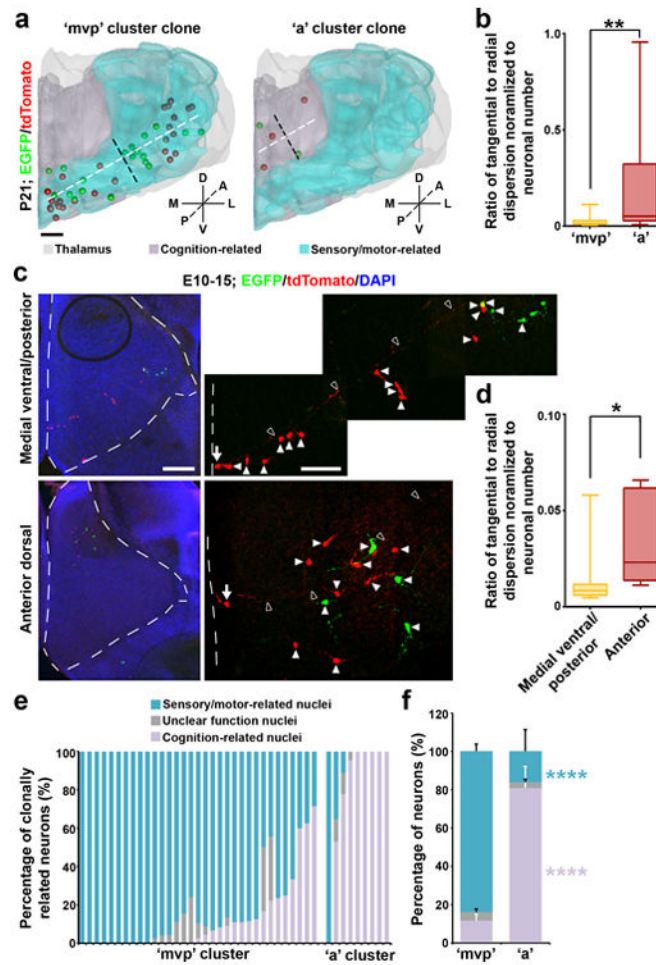 a
'mvp' cluster clone
'a' cluster clone
P21; EGFP/tdTomato
D
A
M
L
P
V
D
A
M
L
P
V
Thalamus
Cognition-related
Sensory/motor-related
b
**
Ratio of tangential to radial
dispersion noramlized to
neuronal number
1.0
0.5
0
'mvp'
'a'
c
E10-15; EGFP/tdTomato/DAPI
Medial ventral/posterior
Anterior dorsal
d
*
Ratio of tangential to radial
dispersion noramlized to
neuronal number
0.10
0.05
0
Medial ventral/
posterior
Anterior
e
Sensory/motor-related nuclei
Unclear function nuclei
Cognition-related nuclei
Percentage of clonally
related neurons (%)
100
80
60
40
20
0
'mvp' cluster
'a' cluster
f
Percentage of neurons (%)
120
100
80
60
40
20
0
****
****
'mvp'
'a'